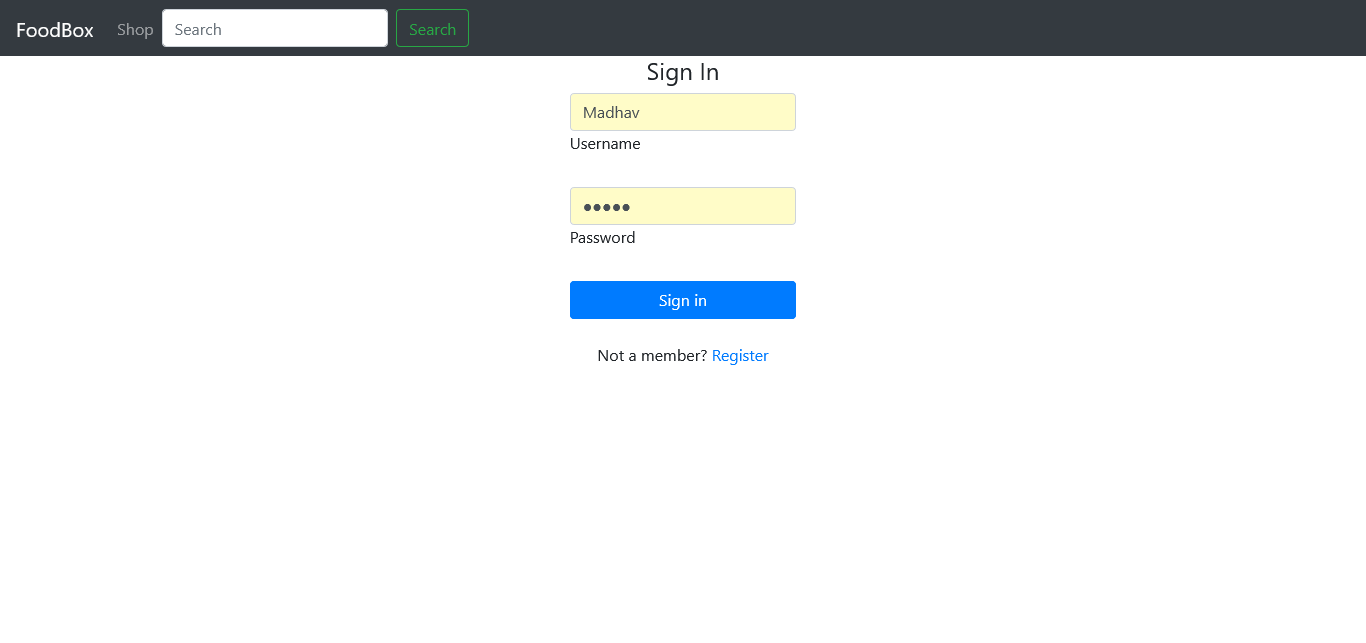 FoodBox Shop Search Search
Sign In
Madhav
Username
●●●●●
Password
Sign in
Not a member? Register